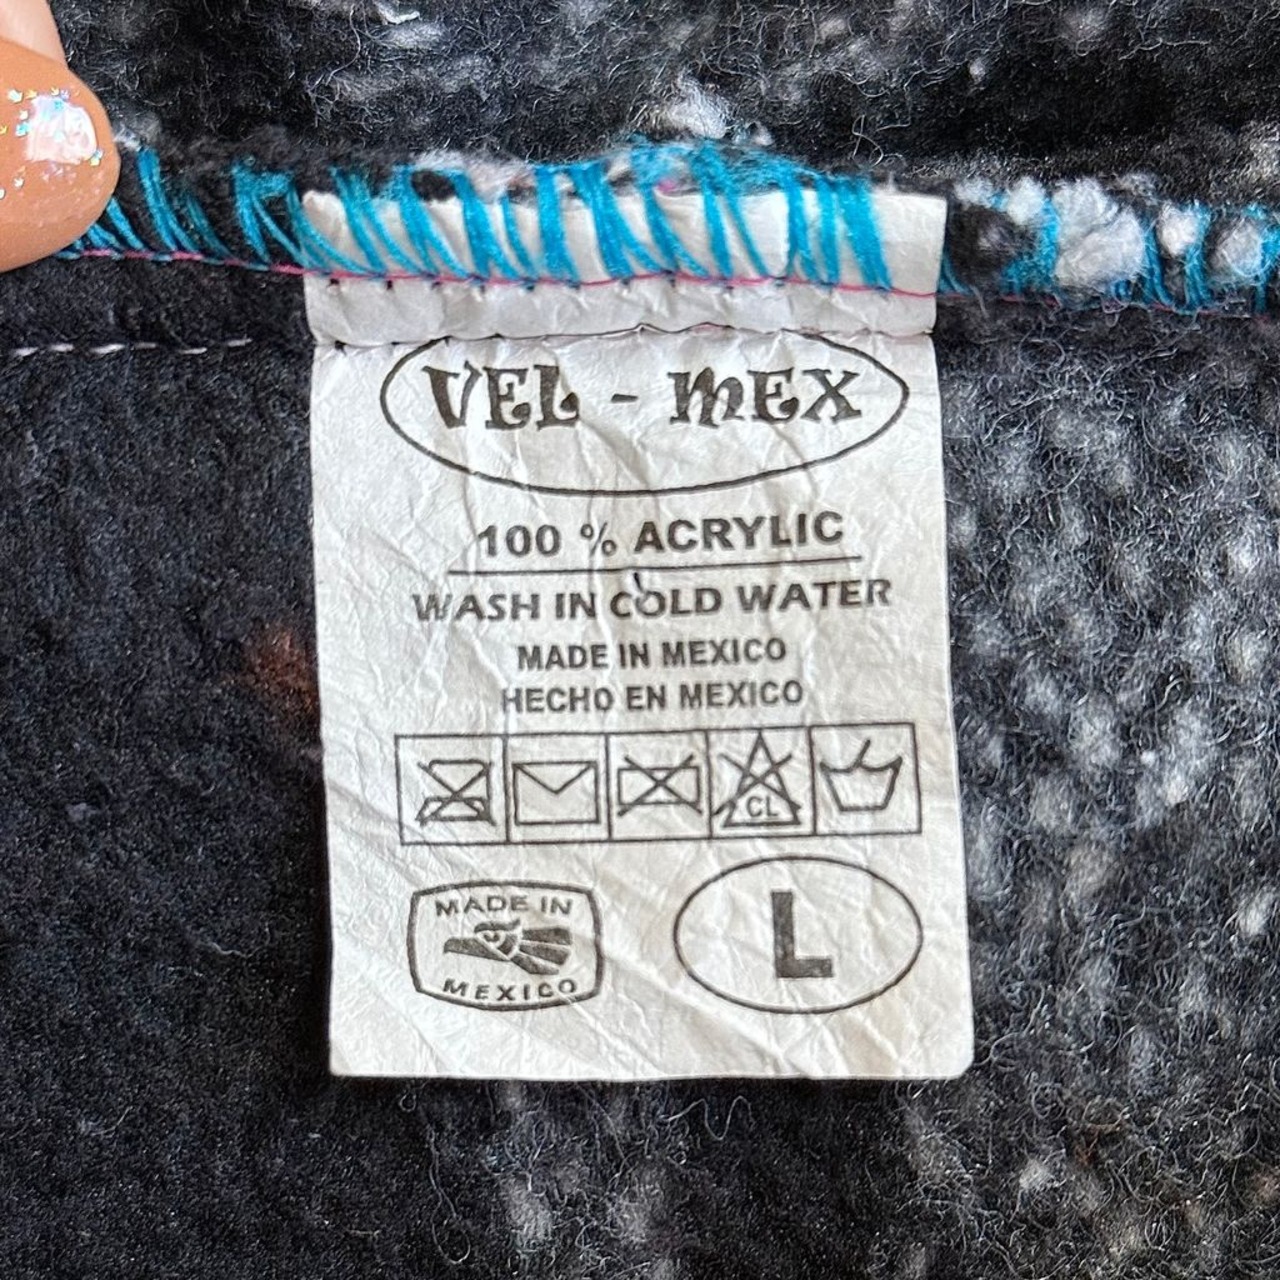 VEL - MEX
100 % ACRYLIC
WASH IN COLD WATER
MADE IN MEXICO
HECHO EN MEXICO
CL
MADE IN
MEXICO
L